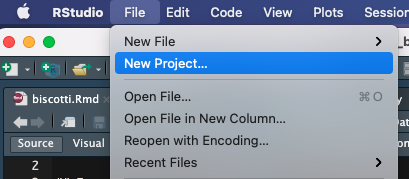 RStudio File Edit Code View Plots Session
New File
New Project...
biscotti.Rmd
Open File... ⌘O
Open File in New Column...
Source Visual
Reopen with Encoding...
2
Recent Files